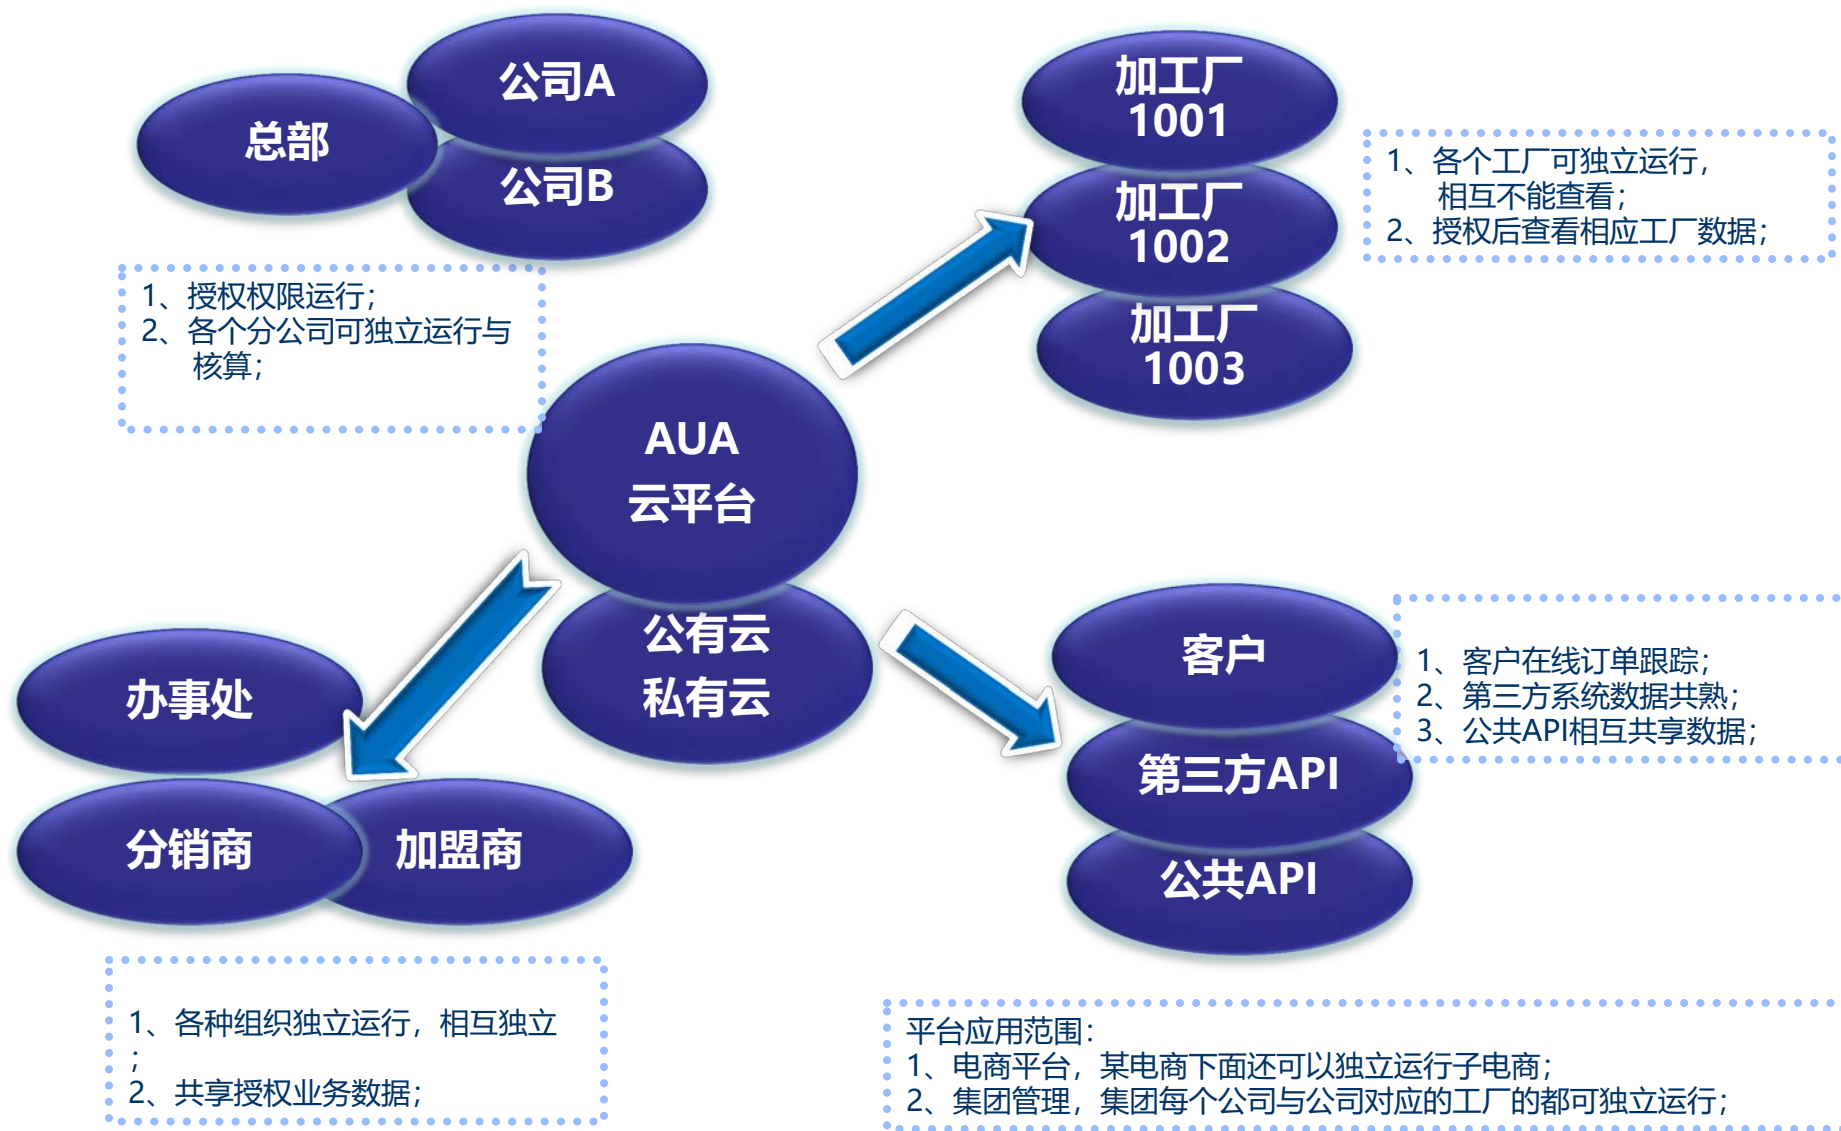 公司A
总部
公司B
1、授权权限运行；
2、各个分公司可独立运行与
核算；
加工厂
1001
加工厂
1002
加工厂
1003
1、各个工厂可独立运行，
相互不能查看；
2、授权后查看相应工厂数据；
AUA
云平台
公有云
私有云
办事处
分销商
加盟商
1、各种组织独立运行，相互独立
；
2、共享授权业务数据；
客户
第三方API
公共API
1、客户在线订单跟踪；
2、第三方系统数据共熟；
3、公共API相互共享数据；
平台应用范围：
1、电商平台，某电商下面还可以独立运行子电商；
2、集团管理，集团每个公司与公司对应的工厂的都可独立运行；